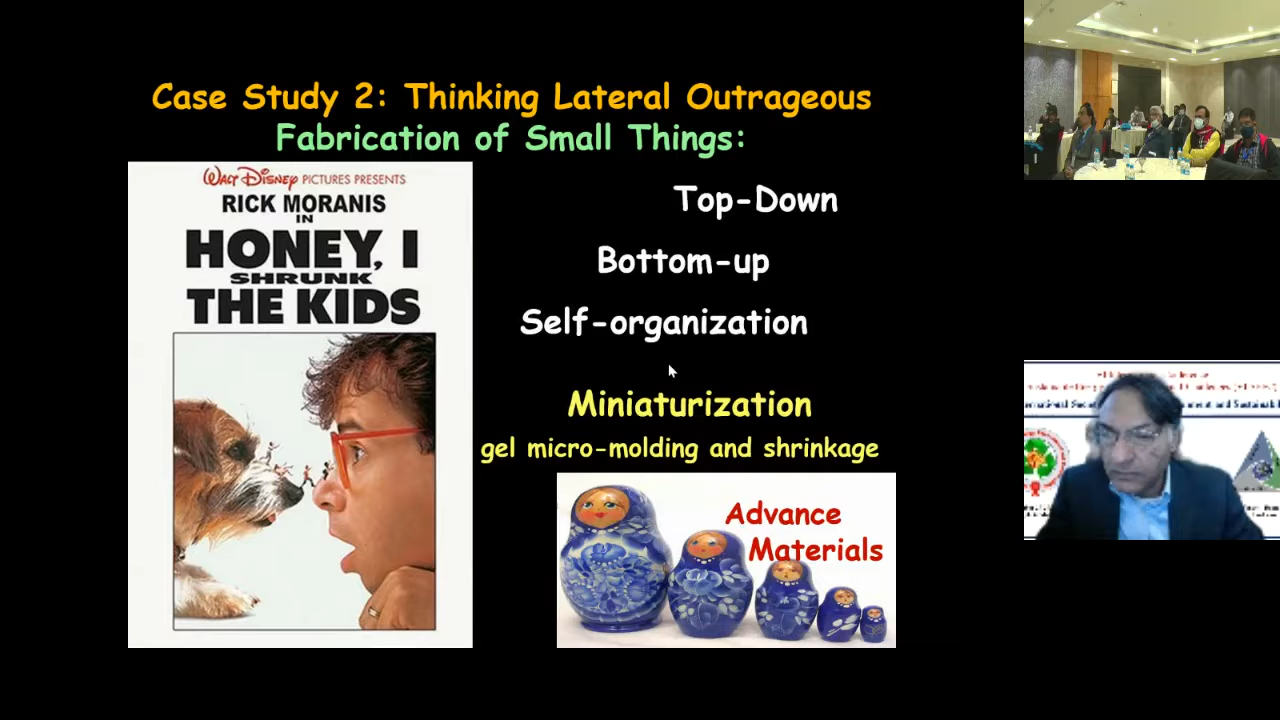 Case Study 2: Thinking Lateral Outrageous
Fabrication of Small Things:
WALT DISNEY PICTURES PRESENTS
RICK MORANIS
IN
HONEY, I
SHRUNK
THE KIDS
Top-Down
Bottom-up
Self-organization
Miniaturization
gel micro-molding and shrinkage
Advance
Materials